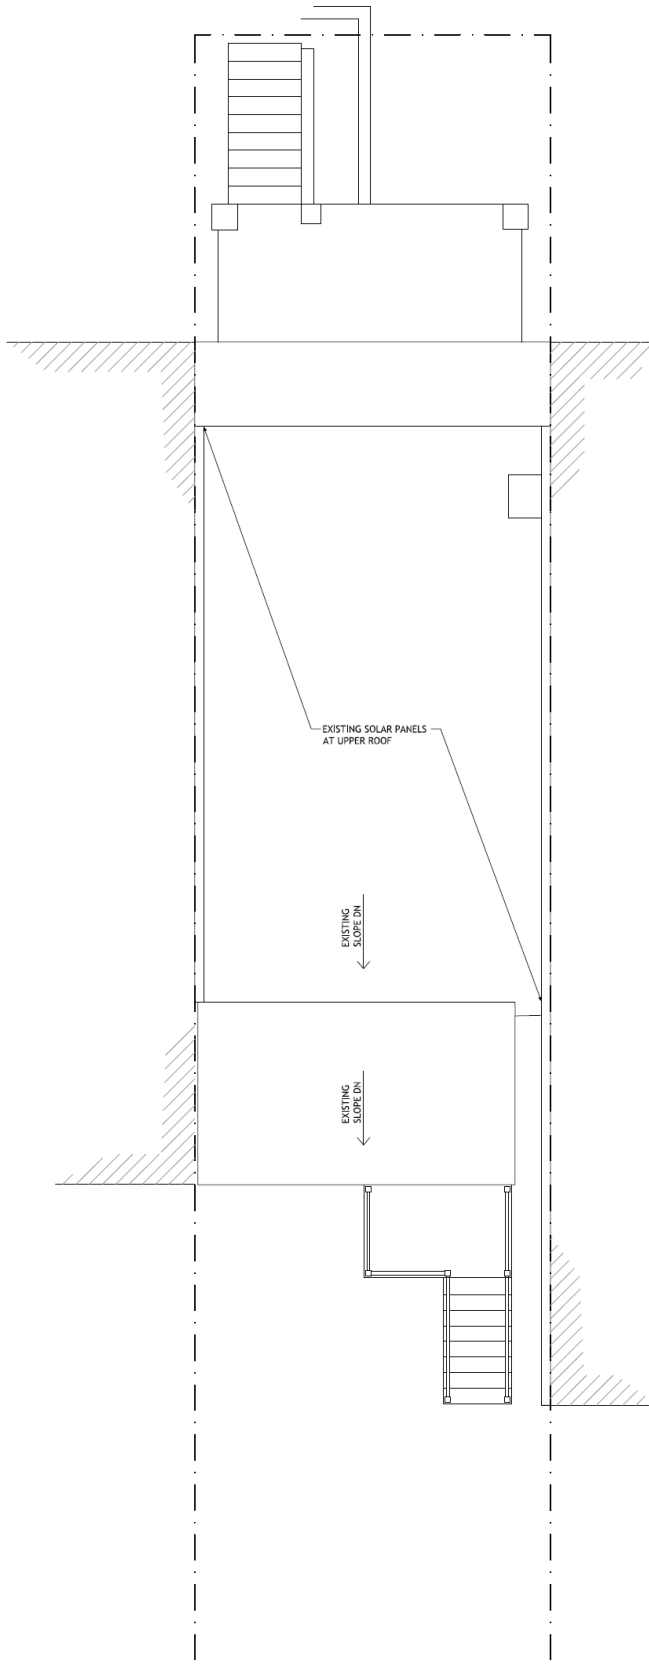 EXISTING SOLAR PANELS
AT UPPER ROOF
EXISTING
SLOPE DN
EXISTING
SLOPE DN